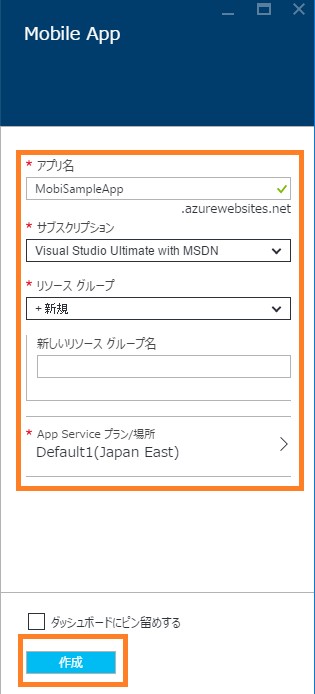 Mobile App
* アプリ名
MobiSampleApp
.azurewebsites.net
* サブスクリプション
Visual Studio Ultimate with MSDN
* リソース グループ
+ 新規
新しいリソース グループ名
* App Service プラン/場所
Default1(Japan East)
ダッシュボードにピン留めする
作成